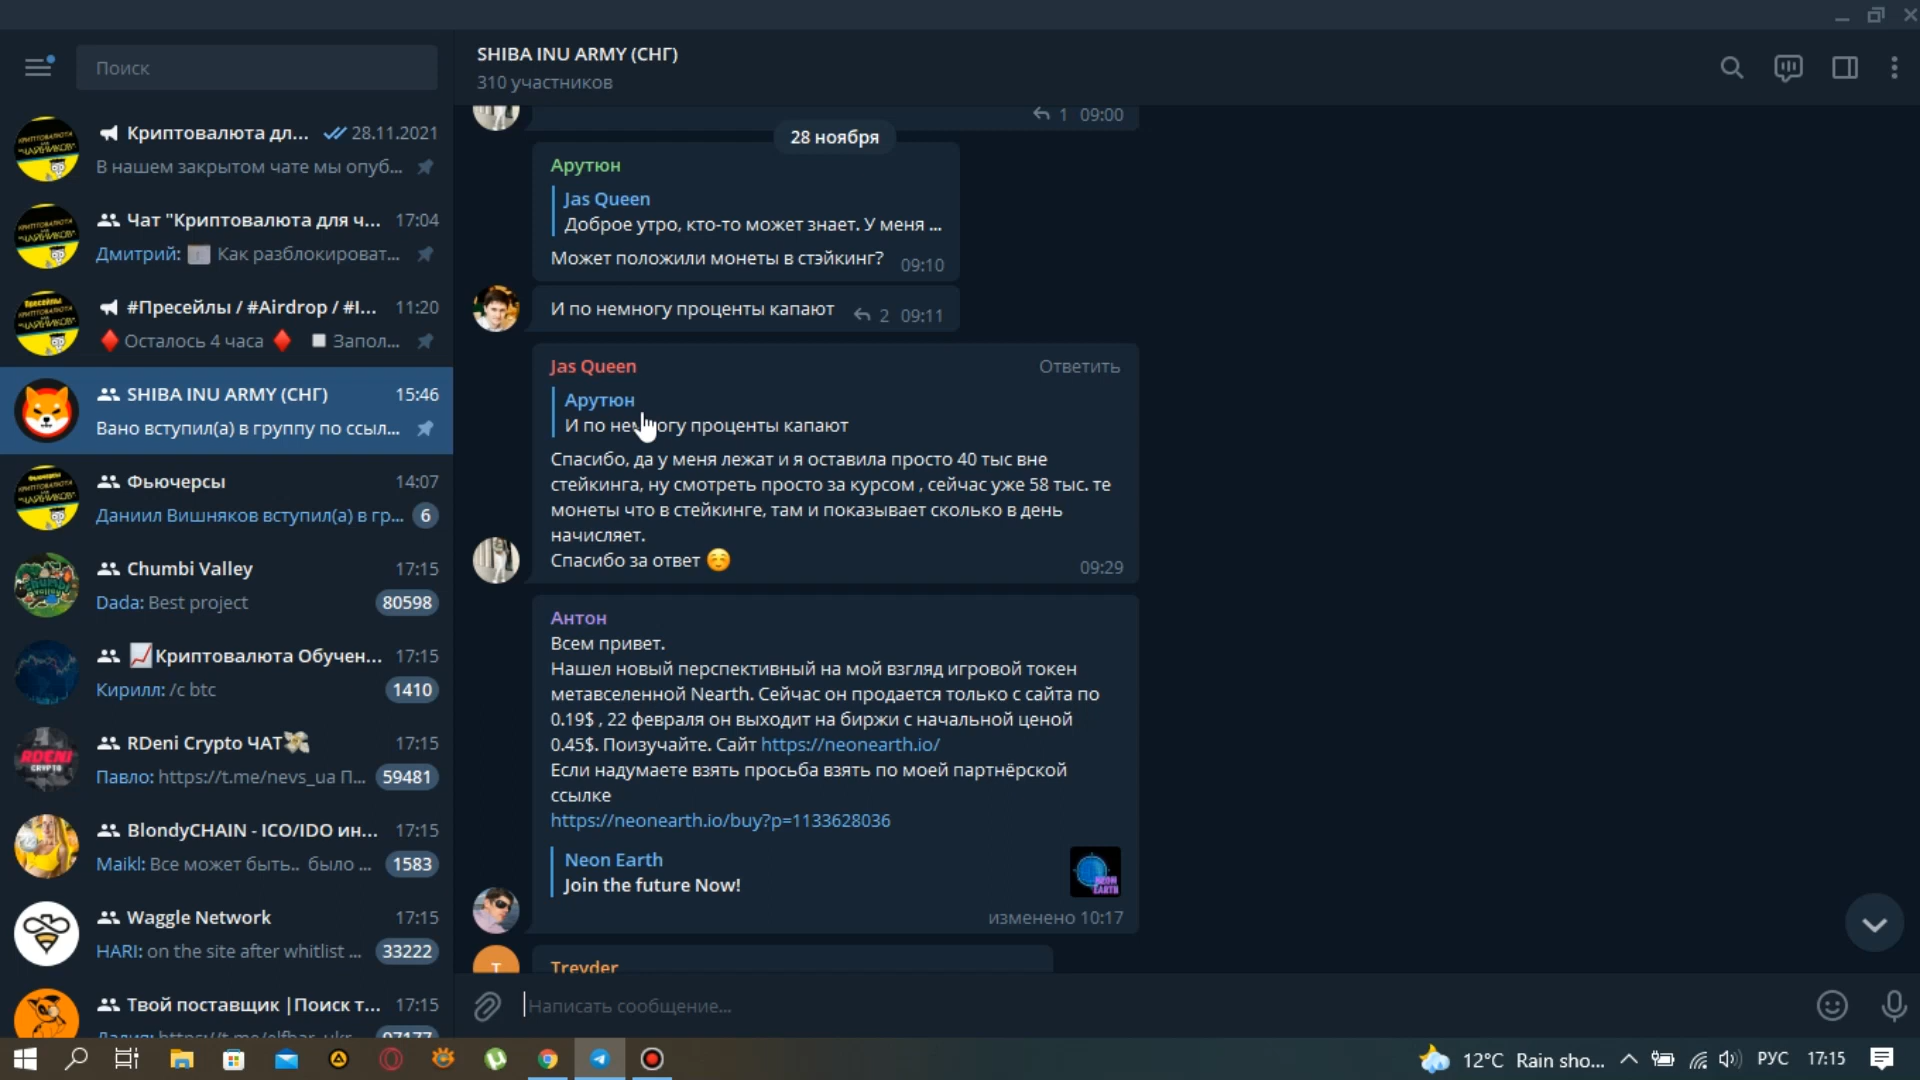 Поиск
Криптовалюта дл... 28.11.2021
В нашем закрытом чате мы опуб...
Чат "Криптовалюта для ч... 17:04
Дмитрий: Как разблокироват...
#Пресейлы / #Airdrop / #I... 11:20
Осталось 4 часа Запол...
SHIBA INU ARMY (СНГ) 15:46
Вано вступил(а) в группу по ссыл...
Фьючерсы 14:07
Даниил Вишняков вступил(а) в гр... 6
Chumbi Valley 17:15
Dada: Best project 80598
Криптовалюта Обучен... 17:15
Кирилл: /c btc 1410
RDeni Crypto ЧАТ 17:15
Павло: https://t.me/nevs_ua П... 59481
BlondyCHAIN - ICO/IDO ин... 17:15
Maikl: Все может быть.. было ... 1583
Waggle Network 17:15
HARI: on the site after whitlist ... 33222
Твой поставщик |Поиск т... 17:15
SHIBA INU ARMY (СНГ)
310 участников
1 09:00
28 ноября
Арутюн
Jas Queen
Доброе утро, кто-то может знает. У меня ...
Может положили монеты в стэйкинг? 09:10
И по немногу проценты капают 2 09:11
Jas Queen Ответить
Арутюн
И по немногу проценты капают
Спасибо, да у меня лежат и я оставила просто 40 тыс вне
стейкинга, ну смотреть просто за курсом , сейчас уже 58 тыс. те
монеты что в стейкинге, там и показывает сколько в день
начисляет.
Спасибо за ответ
09:29
Антон
Всем привет.
Нашел новый перспективный на мой взгляд игровой токен
метавселенной Nearth. Сейчас он продается только с сайта по
0.19$ , 22 февраля он выходит на биржи с начальной ценой
0.45$. Поизучайте. Сайт https://neonearth.io/
Если надумаете взять просьба взять по моей партнёрской
ссылке
https://neonearth.io/buy?p=1133628036
Neon Earth
Join the future Now!
NEON
EARTH
изменено 10:17
T
Treyder
Написать сообщение...
12°C Rain sho... РУС 17:15